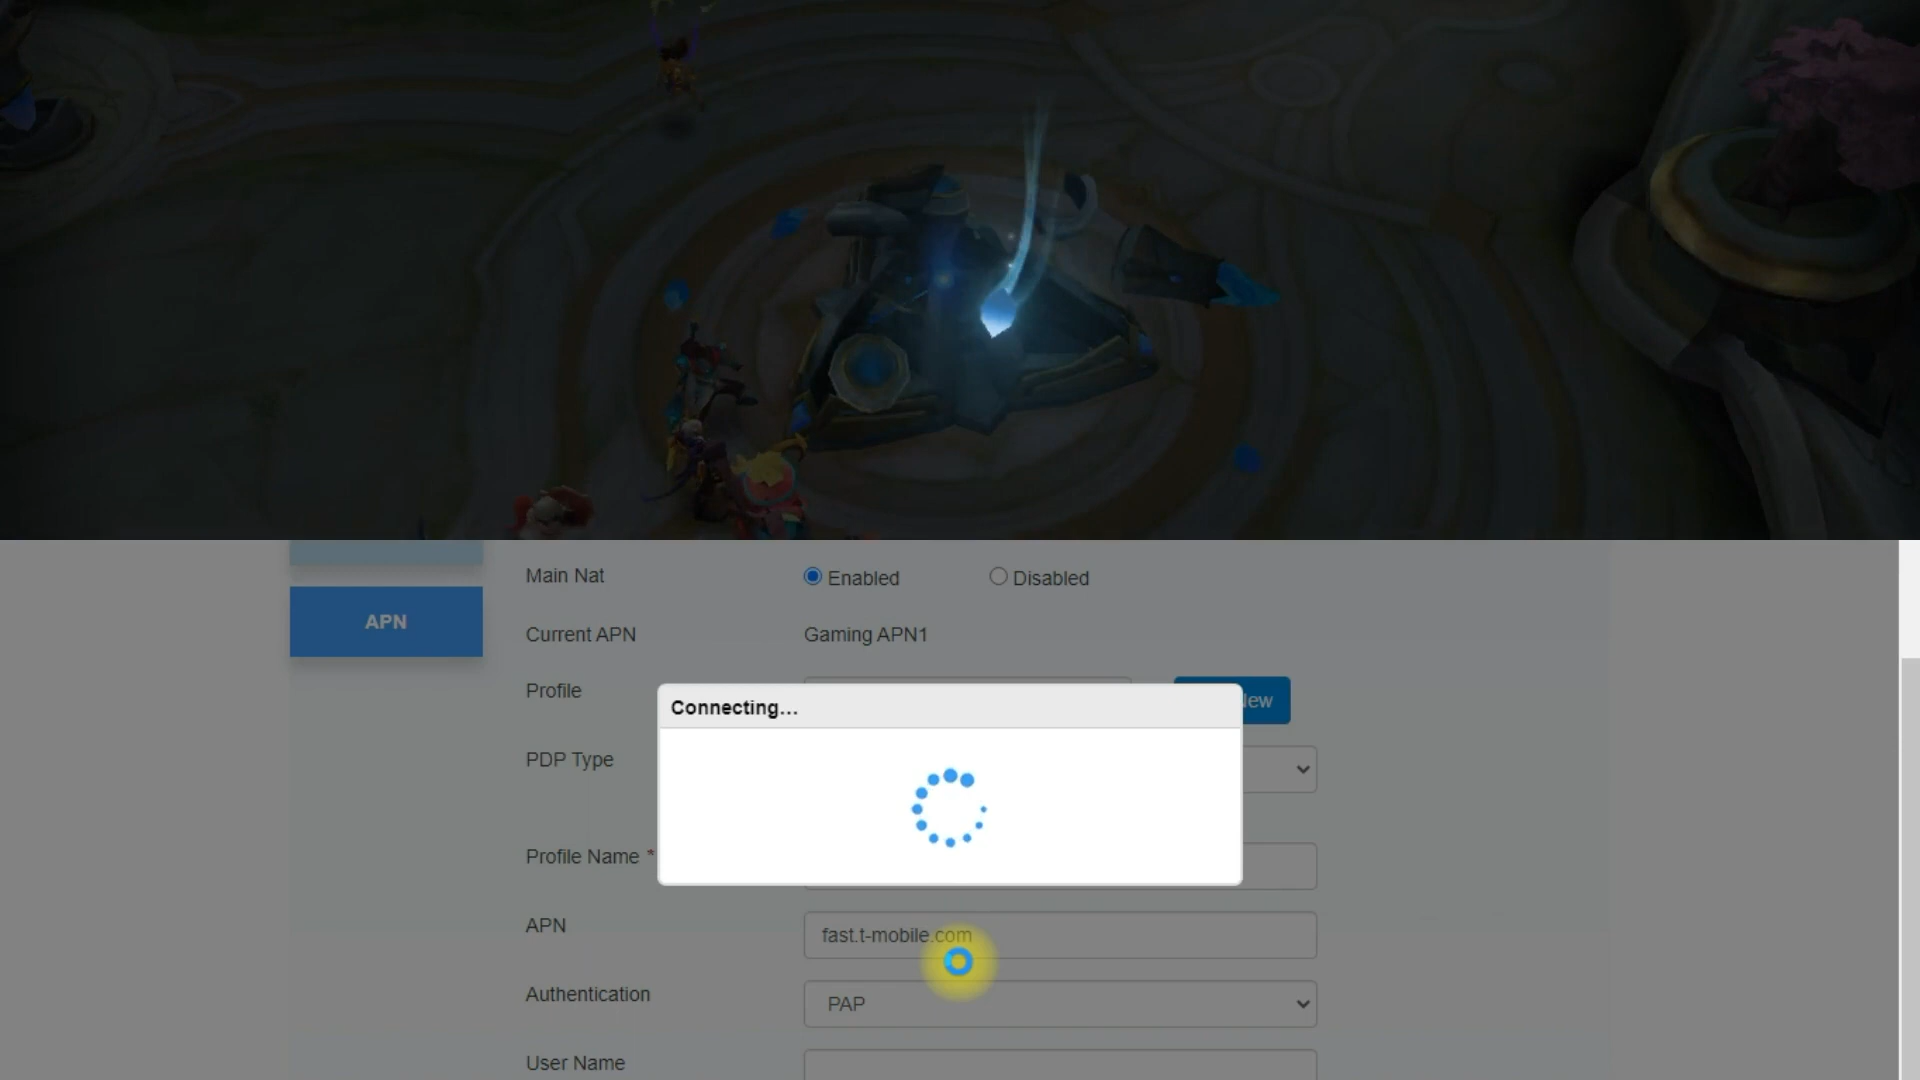 Main Nat Enabled Disabled
APN
Current APN Gaming APN1
Profile
Connecting...
PDP Type
Profile Name *
APN fast.t-mobile.com
Authentication PAP
User Name